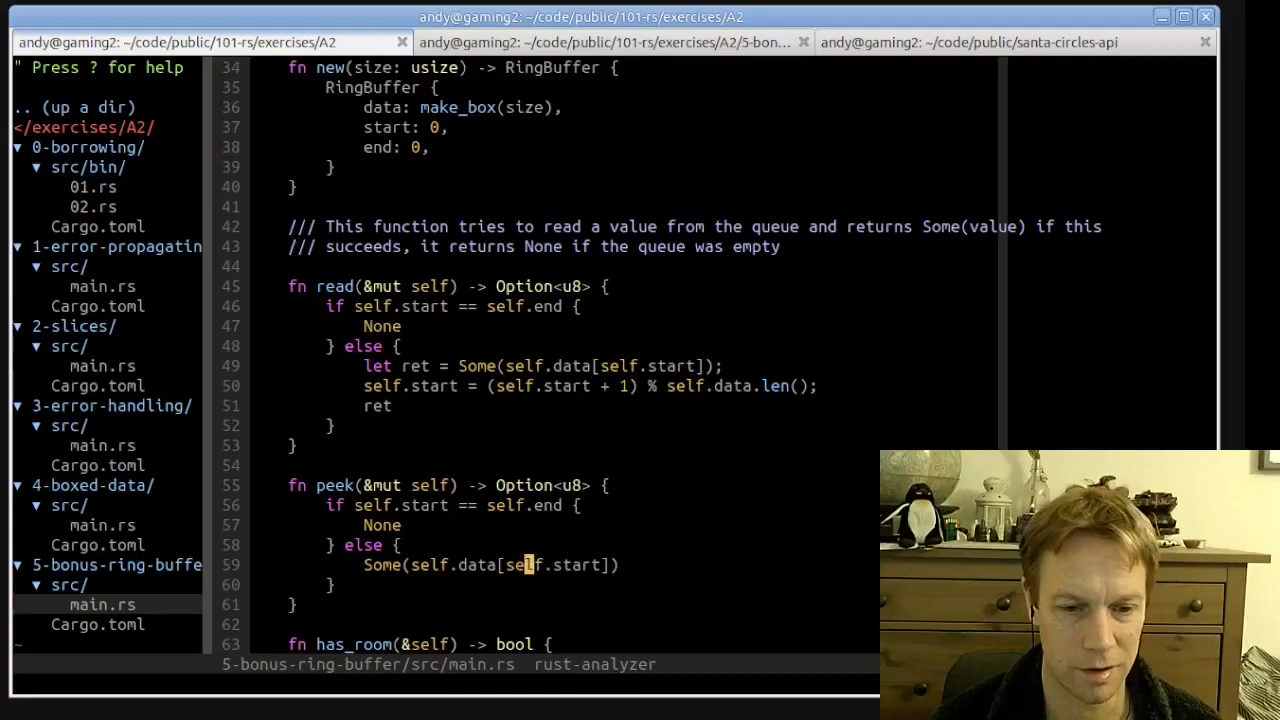 andy@gaming2: ~/code/public/101-rs/exercises/A2
andy@gaming2: ~/code/public/101-rs/exercises/A2
andy@gaming2: ~/code/public/101-rs/exercises/A2/5-bon...
andy@gaming2: ~/code/public/santa-circles-api
" Press ? for help
.. (up a dir)
</exercises/A2/
▼ 0-borrowing/
▼ src/bin/
01.rs
02.rs
Cargo.toml
▼ 1-error-propagatin
▼ src/
main.rs
Cargo.toml
▼ 2-slices/
▼ src/
main.rs
Cargo.toml
▼ 3-error-handling/
▼ src/
main.rs
Cargo.toml
▼ 4-boxed-data/
▼ src/
main.rs
Cargo.toml
▼ 5-bonus-ring-buffe
▼ src/
main.rs
Cargo.toml
~
34 fn new(size: usize) -> RingBuffer {
35 RingBuffer {
36 data: make_box(size),
37 start: 0,
38 end: 0,
39 }
40 }
41
42 /// This function tries to read a value from the queue and returns Some(value) if this
43 /// succeeds, it returns None if the queue was empty
44
45 fn read(&mut self) -> Option<u8> {
46 if self.start == self.end {
47 None
48 } else {
49 let ret = Some(self.data[self.start]);
50 self.start = (self.start + 1) % self.data.len();
51 ret
52 }
53 }
54
55 fn peek(&mut self) -> Option<u8> {
56 if self.start == self.end {
57 None
58 } else {
59 Some(self.data[self.start])
60 }
61 }
62
63 fn has_room(&self) -> bool {
5-bonus-ring-buffer/src/main.rs rust-analyzer